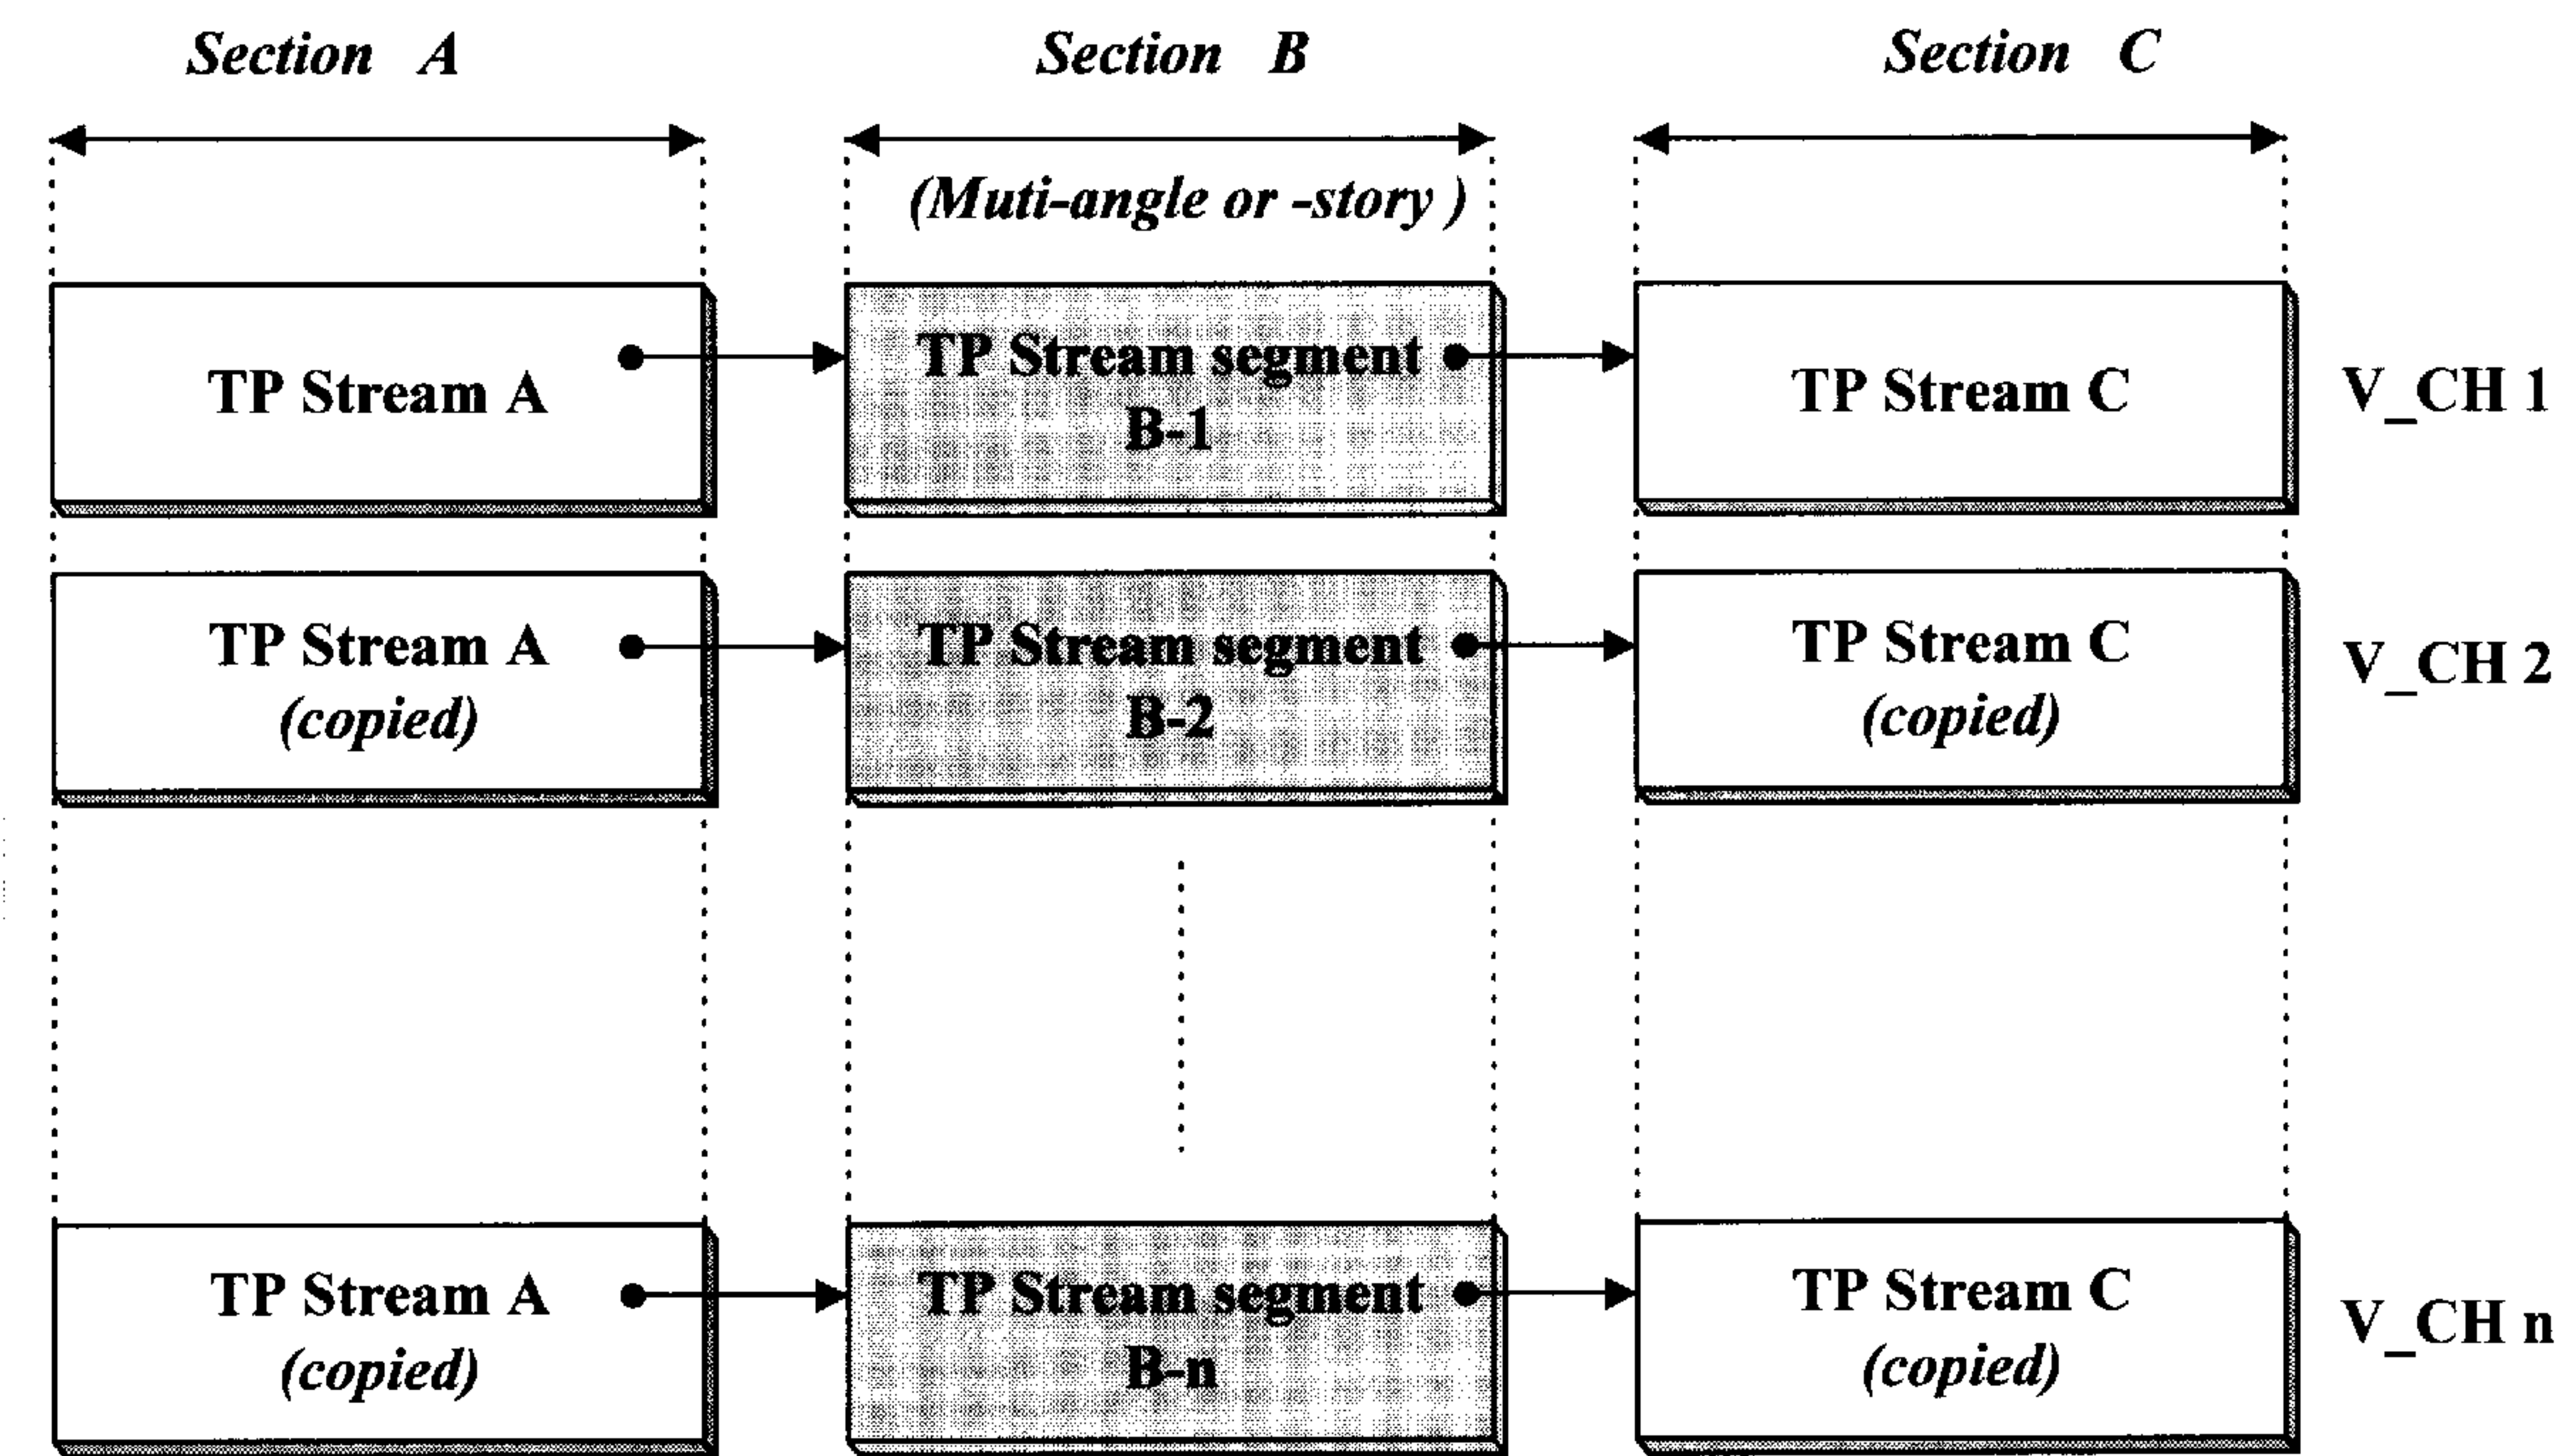 Section A
Section B
Section C
(Muti-angle or -story )
TP Stream A
TP Stream segment
B-1
TP Stream C
V_CH 1
TP Stream A
(copied)
TP Stream segment
B-2
TP Stream C
(copied)
V_CH 2
TP Stream A
(copied)
TP Stream segment
B-n
TP Stream C
(copied)
V_CH n